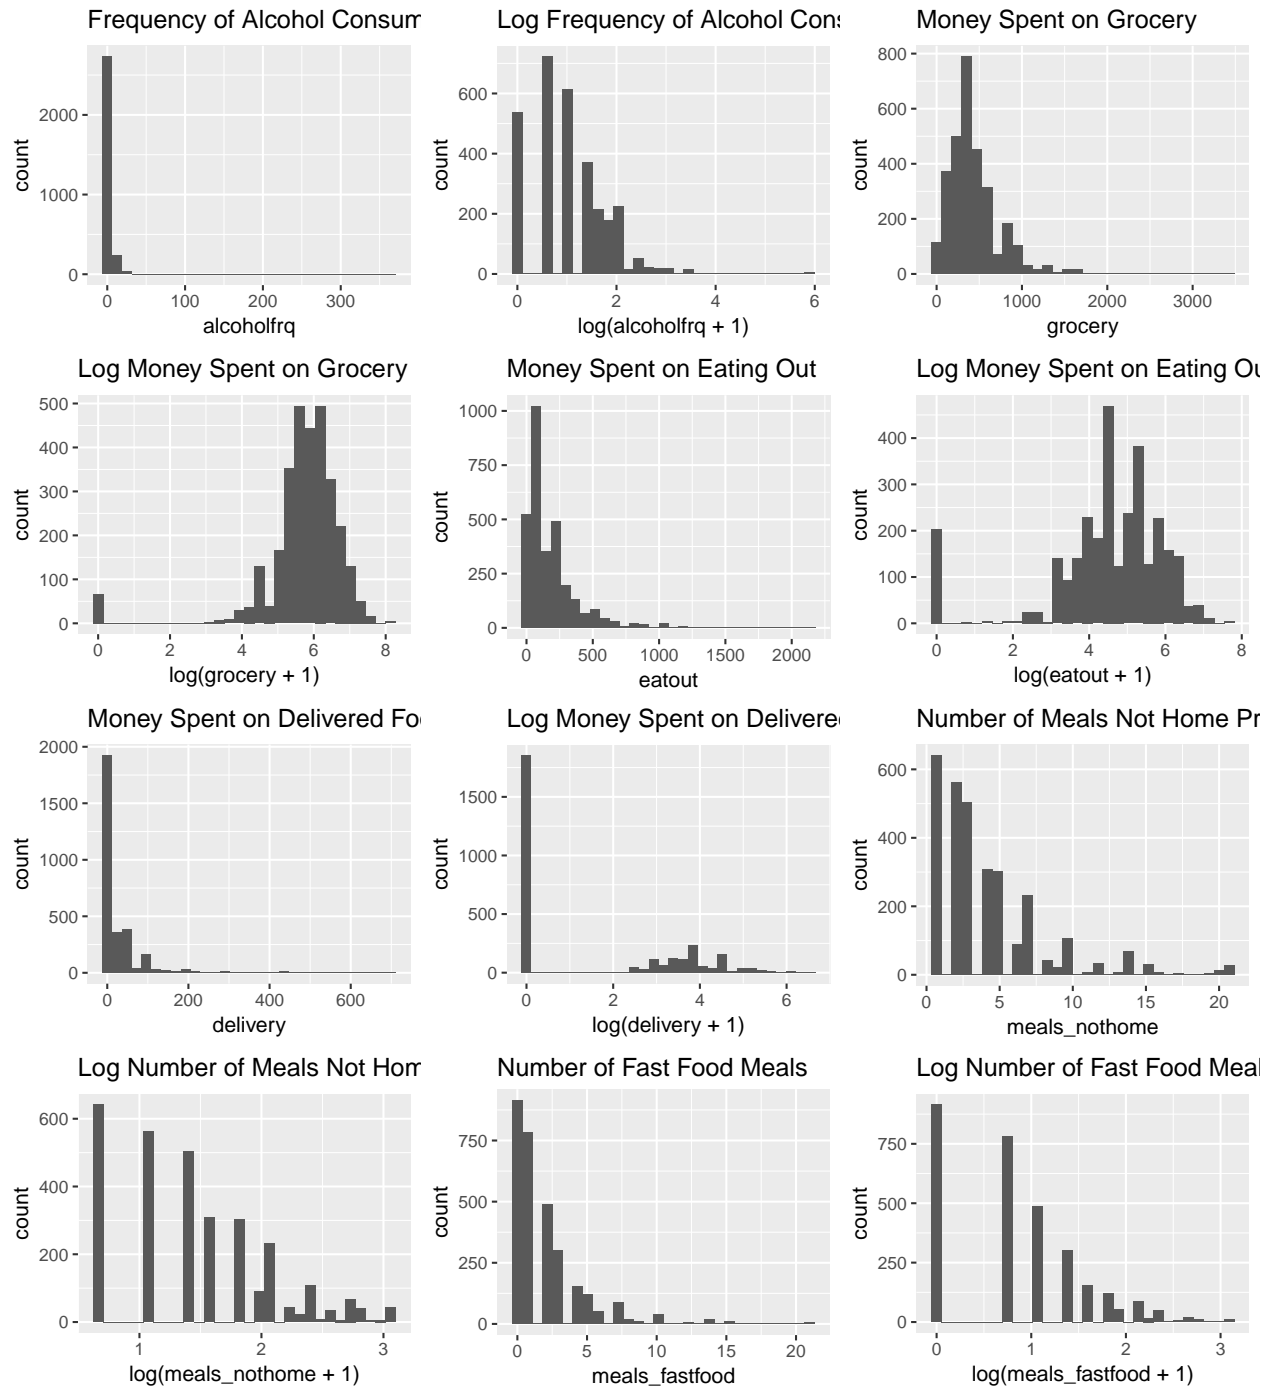 Frequency of Alcohol Consum
2000
1000
0
count
0 100 200 300
alcoholfrq
Log Frequency of Alcohol Cons
600
400
200
0
count
0 2 4 6
log(alcoholfrq + 1)
Money Spent on Grocery
800
600
400
200
0
count
0 1000 2000 3000
grocery
Log Money Spent on Grocery
500
400
300
200
100
0
count
0 2 4 6 8
log(grocery + 1)
Money Spent on Eating Out
1000
750
500
250
0
count
0 500 1000 1500 2000
eatout
Log Money Spent on Eating Ou
400
300
200
100
0
count
0 2 4 6 8
log(eatout + 1)
Money Spent on Delivered Fo
2000
1500
1000
500
0
count
0 200 400 600
delivery
Log Money Spent on Delivered
1500
1000
500
0
count
0 2 4 6
log(delivery + 1)
Number of Meals Not Home Pr
600
400
200
0
count
0 5 10 15 20
meals_nothome
Log Number of Meals Not Hom
600
400
200
0
count
1 2 3
log(meals_nothome + 1)
Number of Fast Food Meals
750
500
250
0
count
0 5 10 15 20
meals_fastfood
Log Number of Fast Food Meal
750
500
250
0
count
0 1 2 3
log(meals_fastfood + 1)